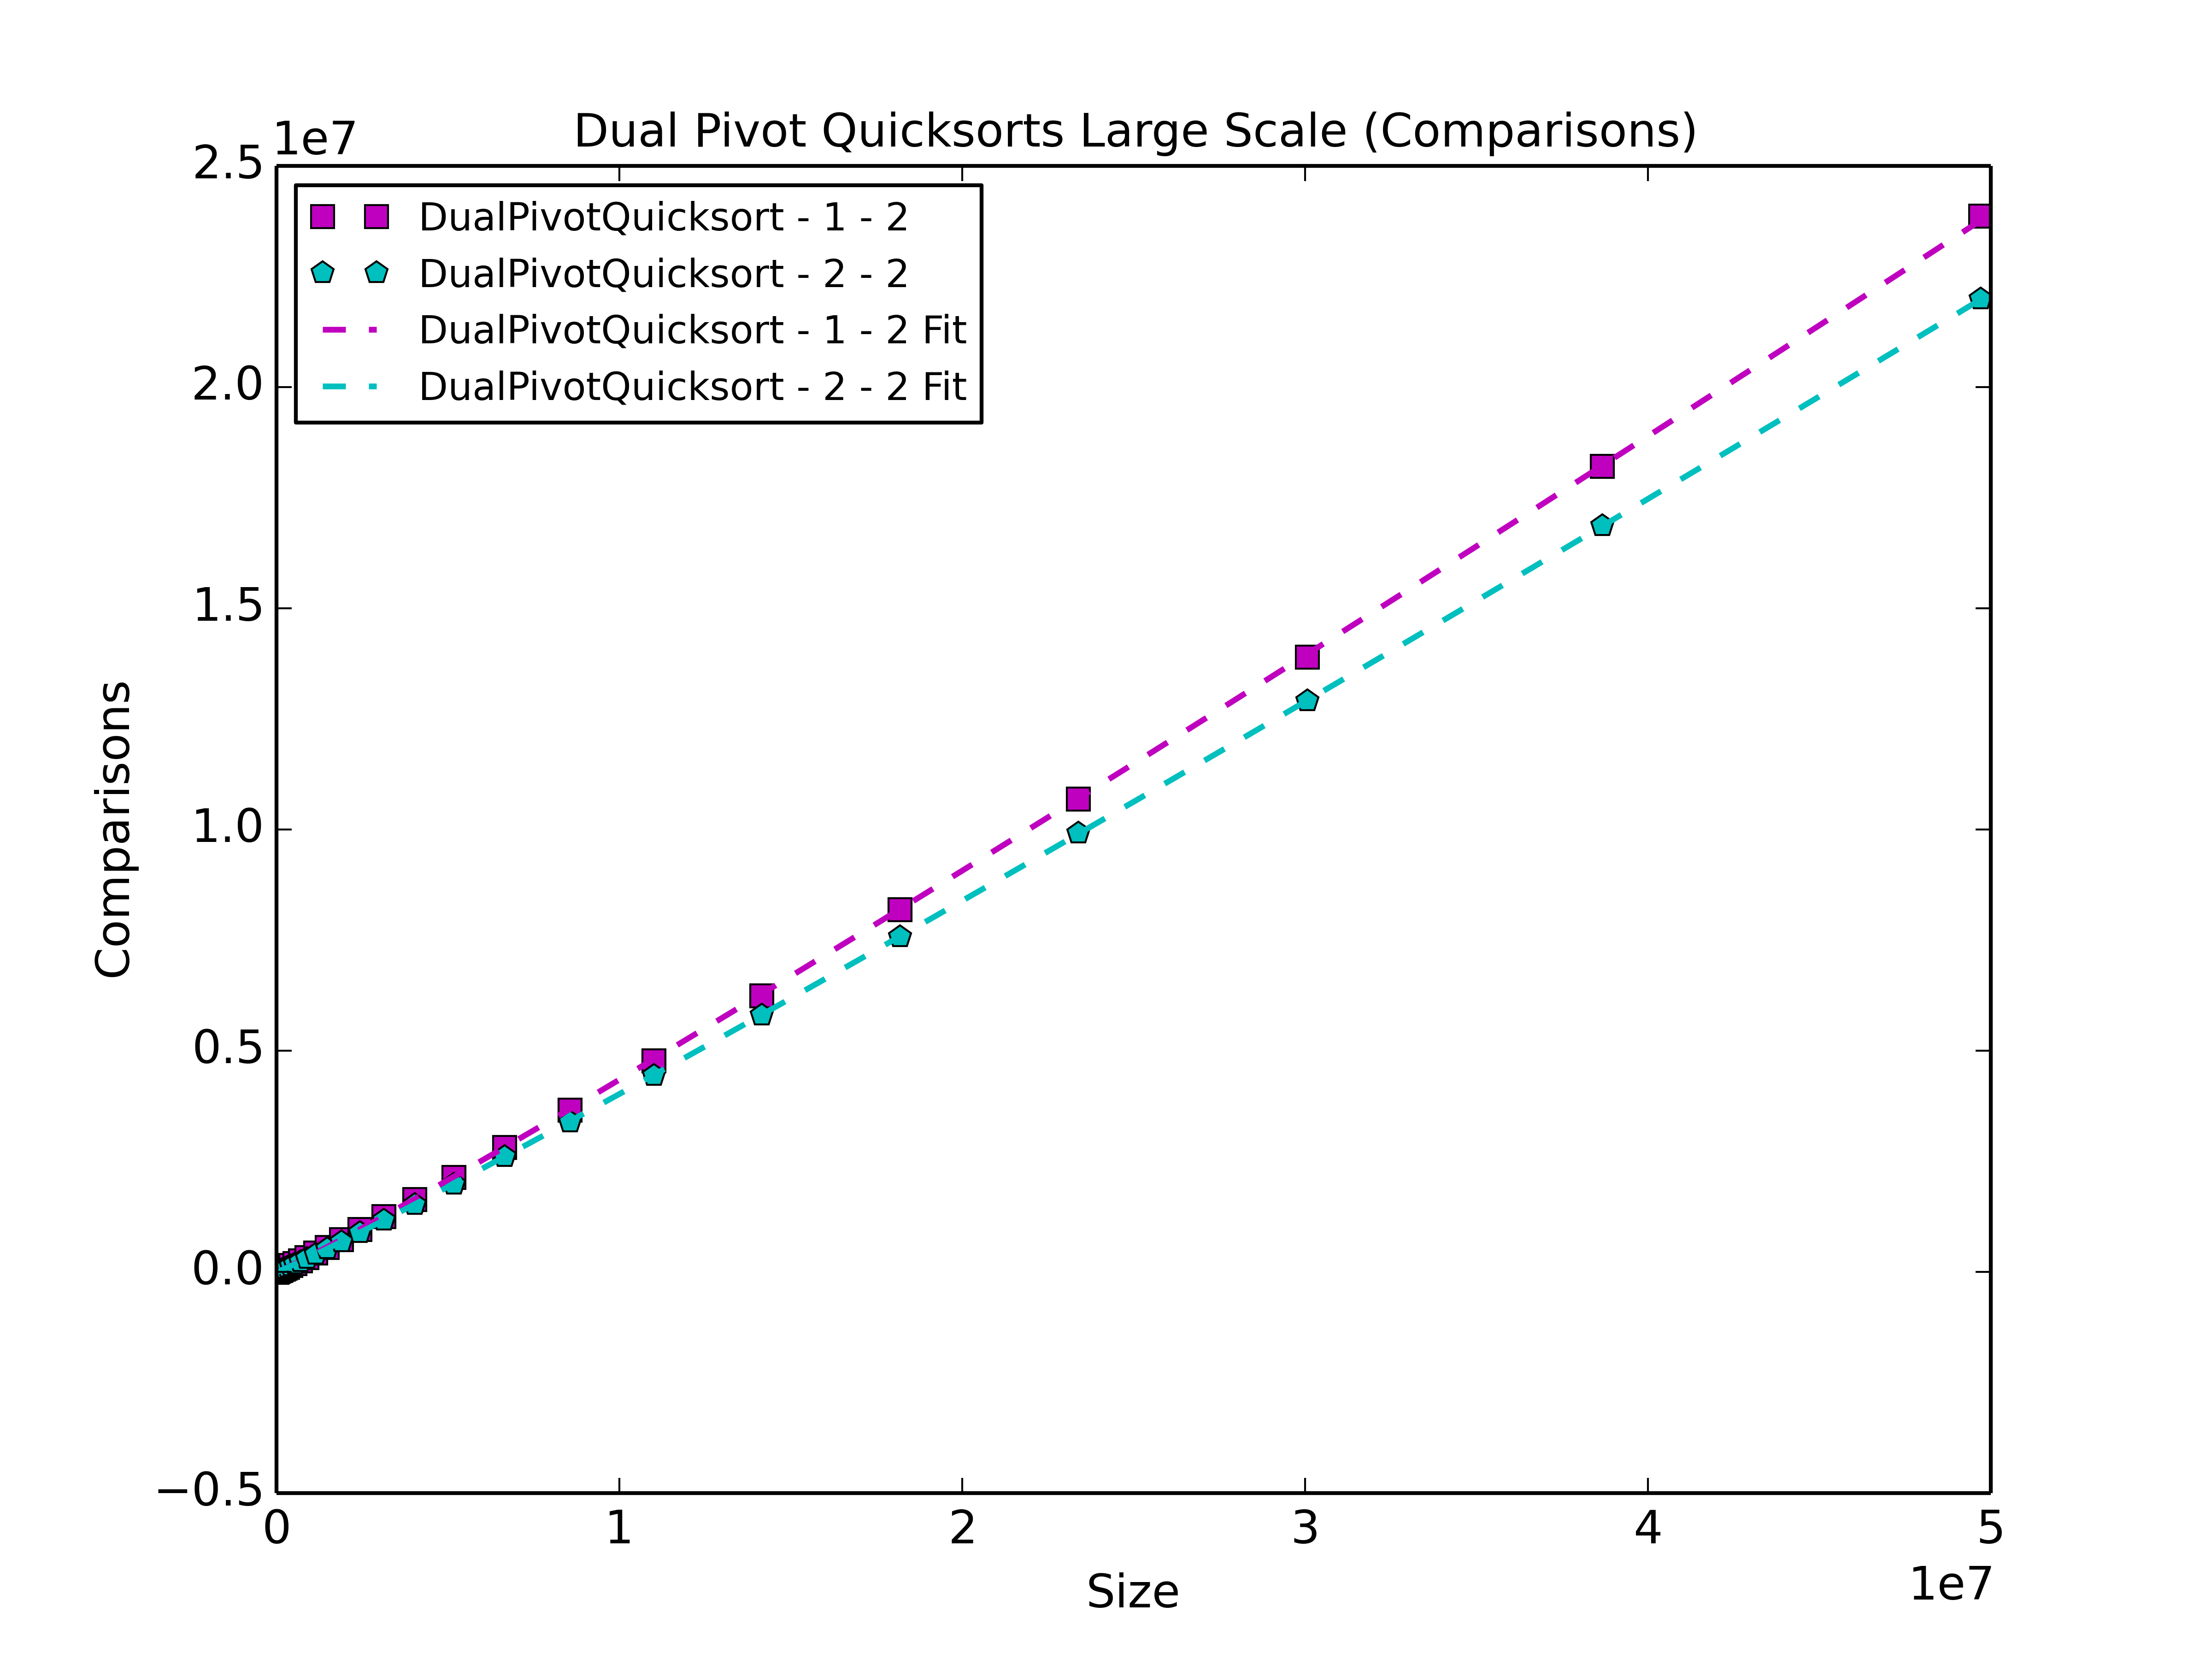 Dual Pivot Quicksorts Large Scale (Comparisons)
1e7
2.5
2.0
1.5
1.0
0.5
0.0
−0.5
Comparisons
DualPivotQuicksort - 1 - 2
DualPivotQuicksort - 2 - 2
DualPivotQuicksort - 1 - 2 Fit
DualPivotQuicksort - 2 - 2 Fit
0 1 2 3 4 5
Size
1e7